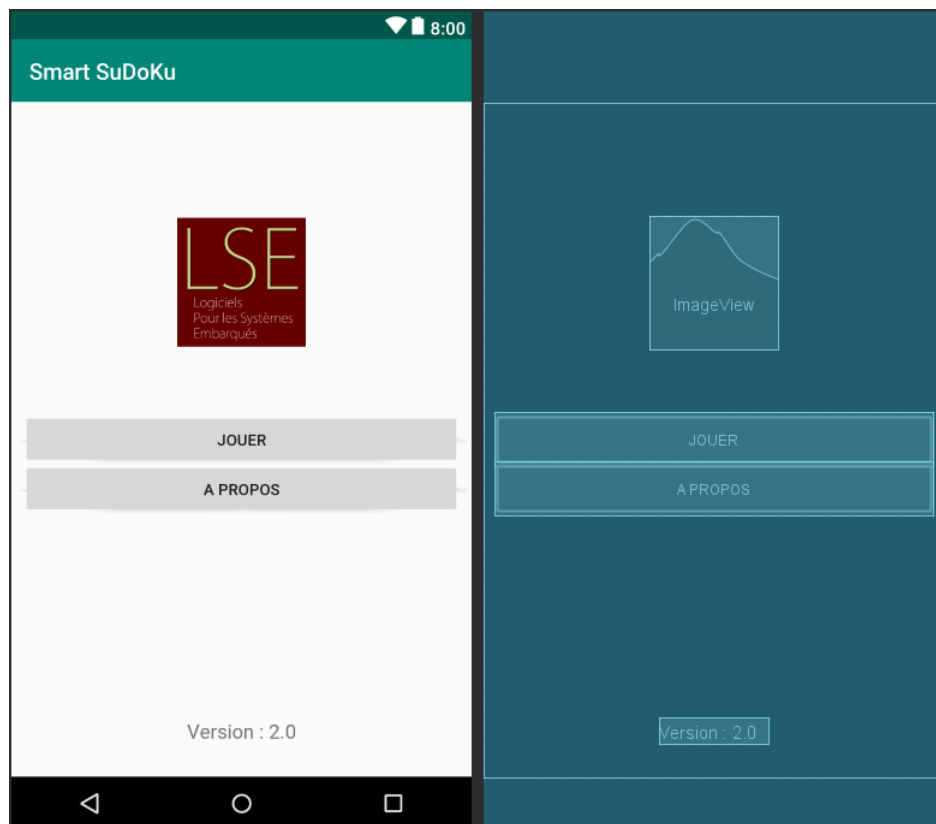 8:00
Smart SuDoKu
LSE
Logiciels
Pour les Systèmes
Embarqués
JOUER
A PROPOS
Version : 2.0
ImageView
JOUER
A PROPOS
Version : 2.0